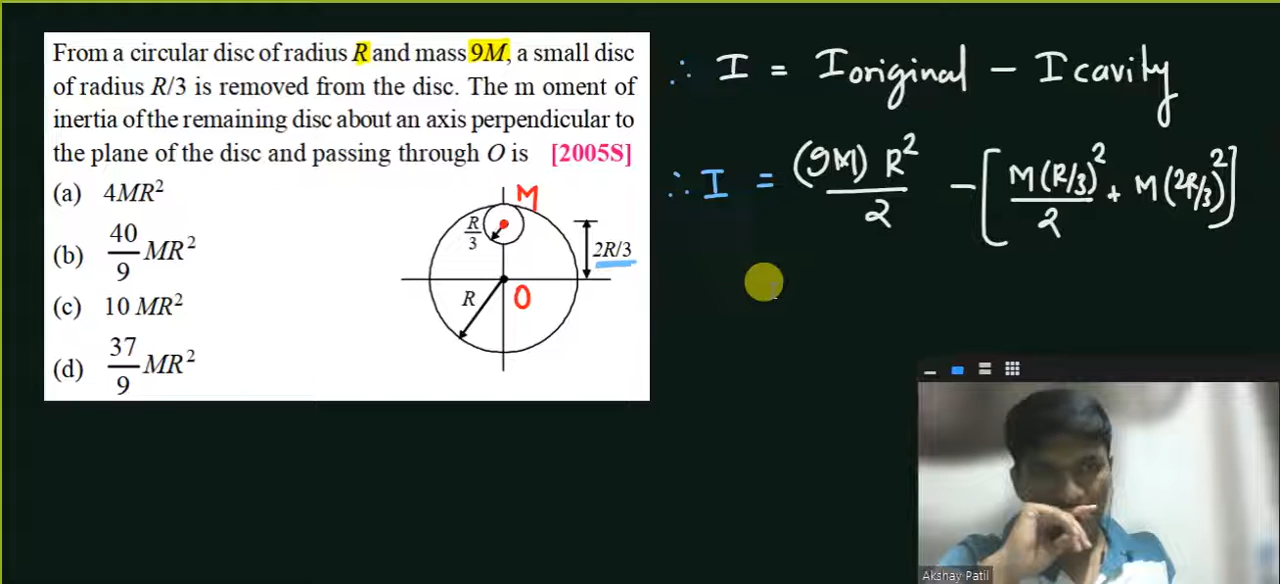 From a circular disc of radius R and mass 9M, a small disc
of radius R/3 is removed from the disc. The m oment of
inertia of the remaining disc about an axis perpendicular to
the plane of the disc and passing through O is [2005S]
(a) 4MR²
(b) 40/9 MR²
(c) 10 MR²
(d) 37/9 MR²
M
R/3
2R/3
R
O
∴ I = I original − I cavity
∴ I = (9M) R²/2 − [M(R/3)²/2 + M(2R/3)²]
Akshay Patil